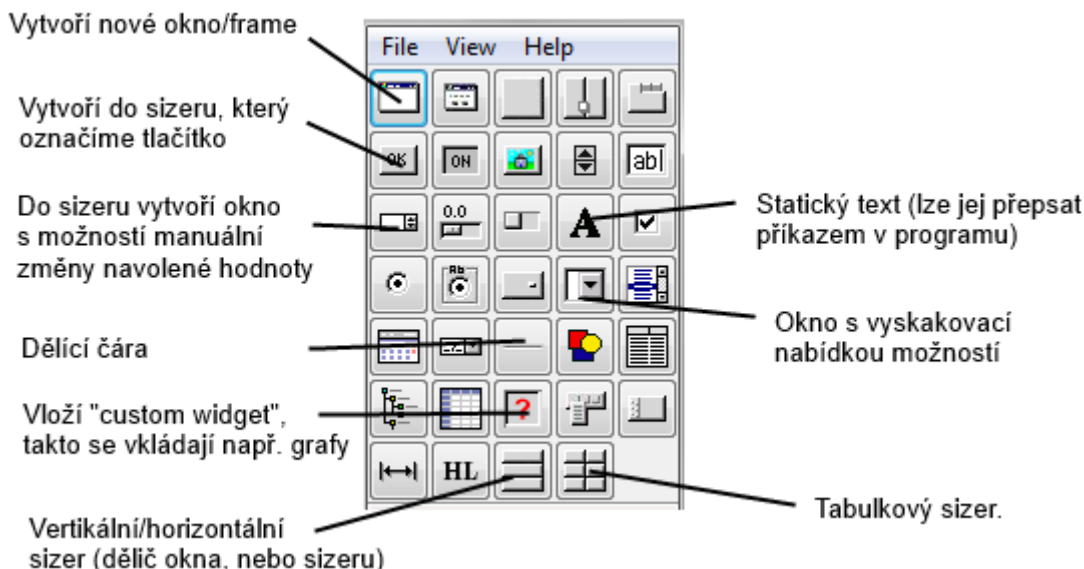 Vytvoří nové okno/frame
File View Help
Vytvoří do sizeru, který
označíme tlačítko
OK
ON
ab|
Do sizeru vytvoří okno
s možností manuální
změny navolené hodnoty
0.0
A
Statický text (lze jej přepsat
příkazem v programu)
Ab
Okno s vyskakovací
nabídkou možností
Dělící čára
Vloží "custom widget",
takto se vkládají např. grafy
?
HL
Tabulkový sizer.
Vertikální/horizontální
sizer (dělič okna, nebo sizeru)